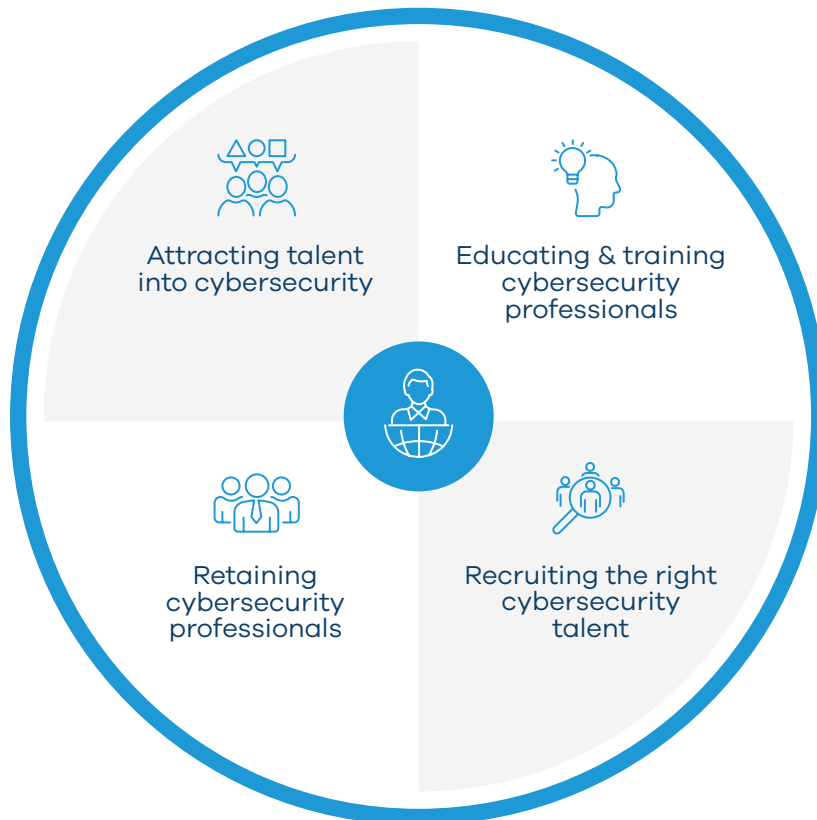 Attracting talent
into cybersecurity
Educating & training
cybersecurity
professionals
Retaining
cybersecurity
professionals
Recruiting the right
cybersecurity
talent